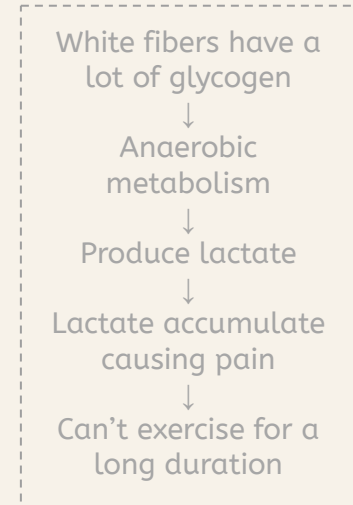 White fibers have a
lot of glycogen
↓
Anaerobic
metabolism
↓
Produce lactate
↓
Lactate accumulate
causing pain
↓
Can’t exercise for a
long duration